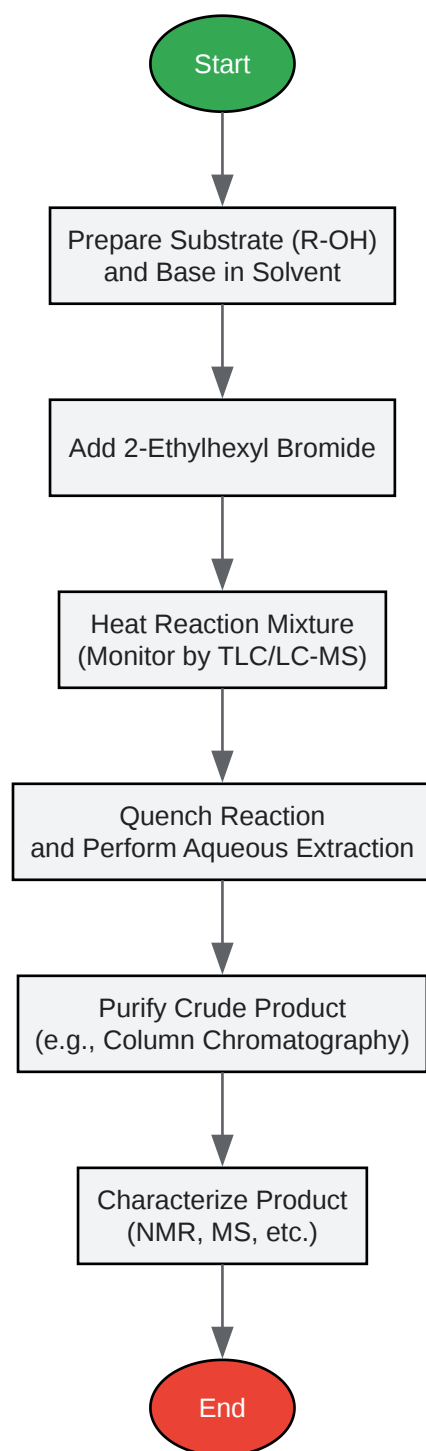 Start
Prepare Substrate (R-OH)
and Base in Solvent
Add 2-Ethylhexyl Bromide
Heat Reaction Mixture
(Monitor by TLC/LC-MS)
Quench Reaction
and Perform Aqueous Extraction
Purify Crude Product
(e.g., Column Chromatography)
Characterize Product
(NMR, MS, etc.)
End